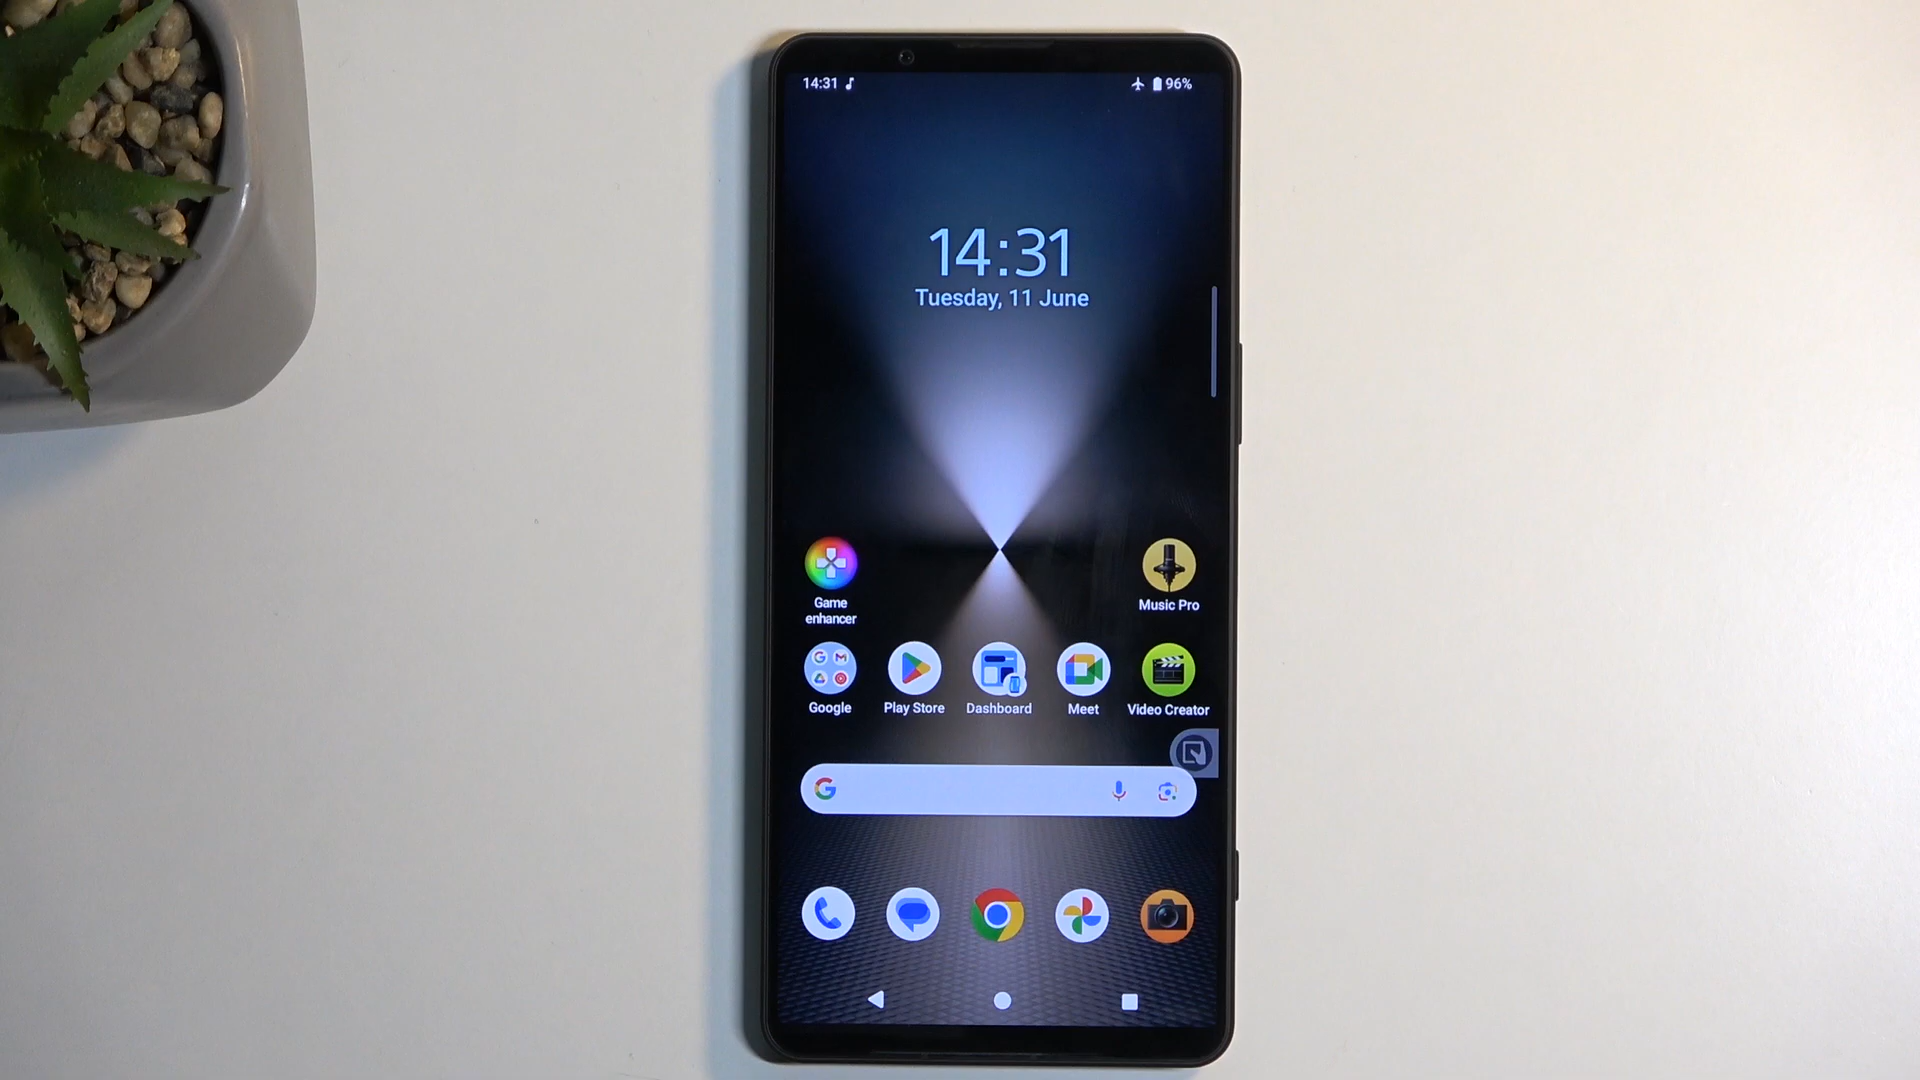 14:31
96%
14:31
Tuesday, 11 June
Game
enhancer
Music Pro
Google
Play Store
Dashboard
Meet
Video Creator